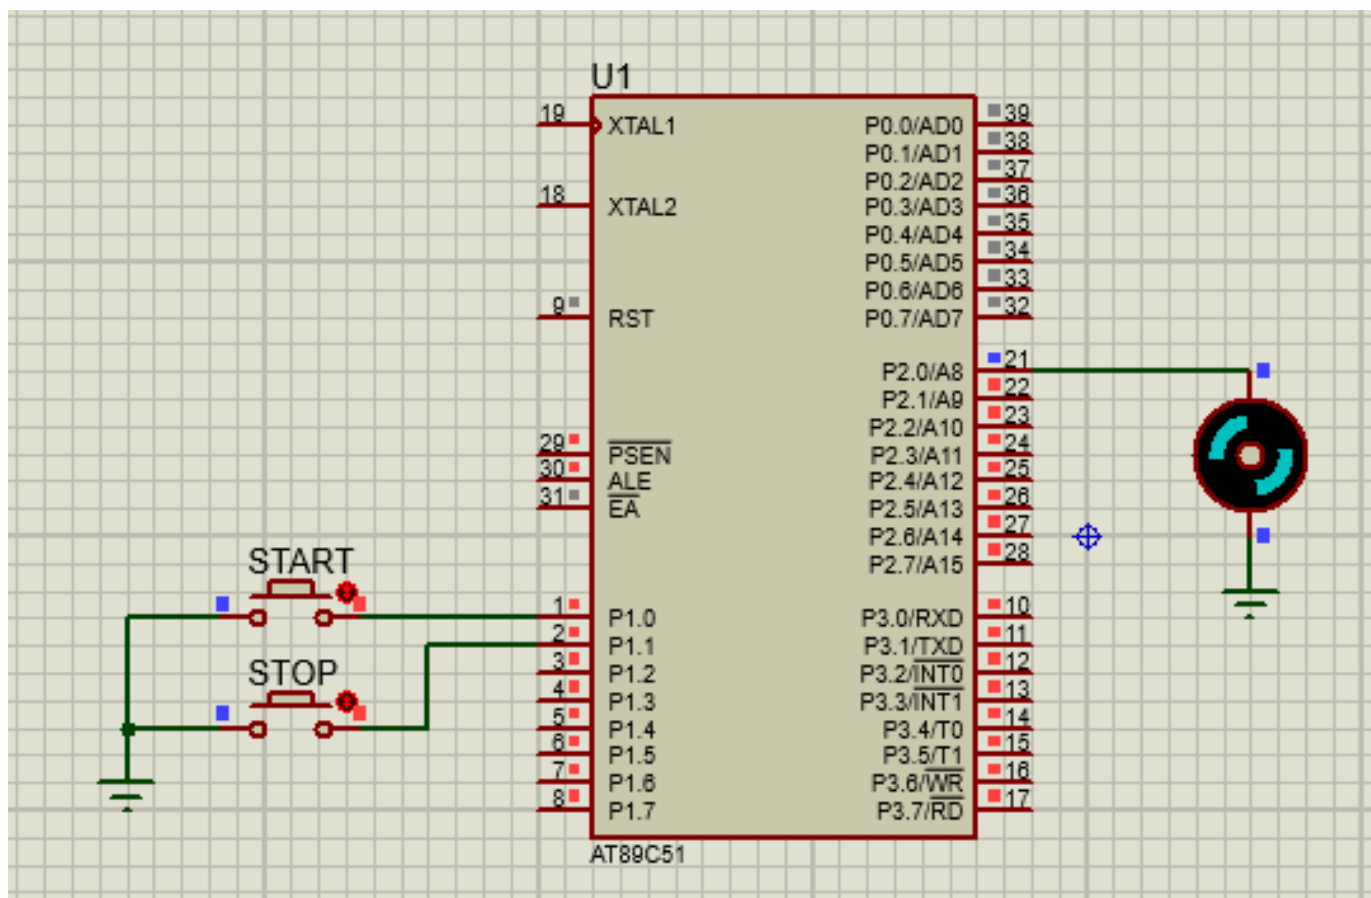 U1
19 XTAL1
18 XTAL2
9 RST
29 PSEN
30 ALE
31 EA
START
STOP
1 P1.0
2 P1.1
3 P1.2
4 P1.3
5 P1.4
6 P1.5
7 P1.6
8 P1.7
P0.0/AD0 39
P0.1/AD1 38
P0.2/AD2 37
P0.3/AD3 36
P0.4/AD4 35
P0.5/AD5 34
P0.6/AD6 33
P0.7/AD7 32
P2.0/A8 21
P2.1/A9 22
P2.2/A10 23
P2.3/A11 24
P2.4/A12 25
P2.5/A13 26
P2.6/A14 27
P2.7/A15 28
P3.0/RXD 10
P3.1/TXD 11
P3.2/INT0 12
P3.3/INT1 13
P3.4/T0 14
P3.5/T1 15
P3.6/WR 16
P3.7/RD 17
AT89C51